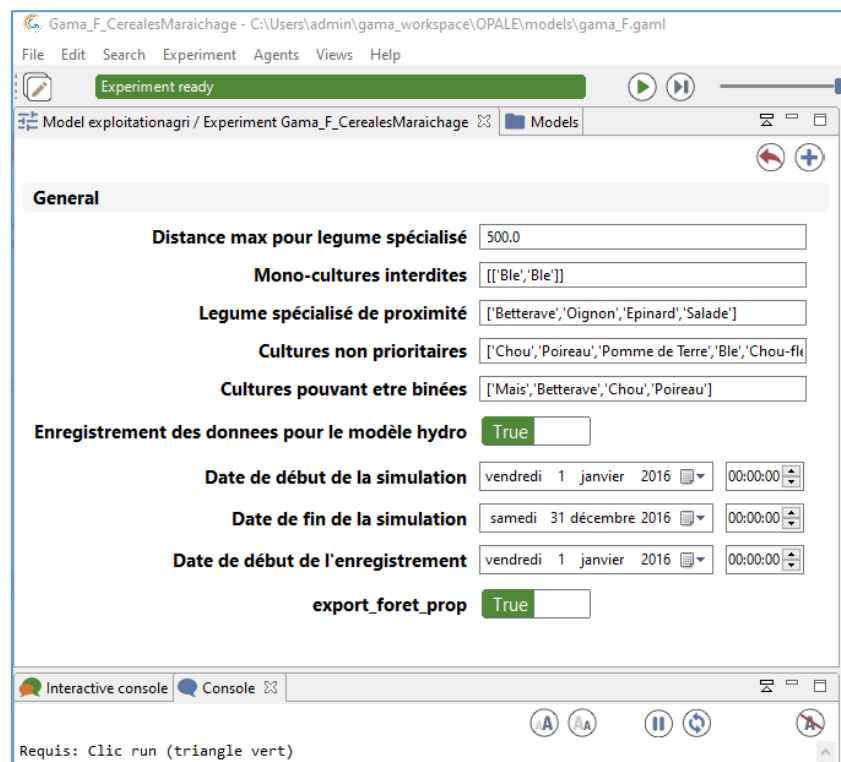 Gama_F_CerealesMaraichage - C:\Users\admin\gama_workspace\OPALE\models\gama_F.gaml
File Edit Search Experiment Agents Views Help
Experiment ready
Model exploitationagri / Experiment Gama_F_CerealesMaraichage Models
General
Distance max pour legume spécialisé 500.0
Mono-cultures interdites [['Ble','Ble']]
Legume spécialisé de proximité ['Betterave','Oignon','Epinard','Salade']
Cultures non prioritaires ['Chou','Poireau','Pomme de Terre','Ble','Chou-fle
Cultures pouvant etre binées ['Mais','Betterave','Chou','Poireau']
Enregistrement des donnees pour le modèle hydro True
Date de début de la simulation vendredi 1 janvier 2016 00:00:00
Date de fin de la simulation samedi 31 décembre 2016 00:00:00
Date de début de l'enregistrement vendredi 1 janvier 2016 00:00:00
export_foret_prop True
Interactive console Console
AA AA A
Requis: Clic run (triangle vert)